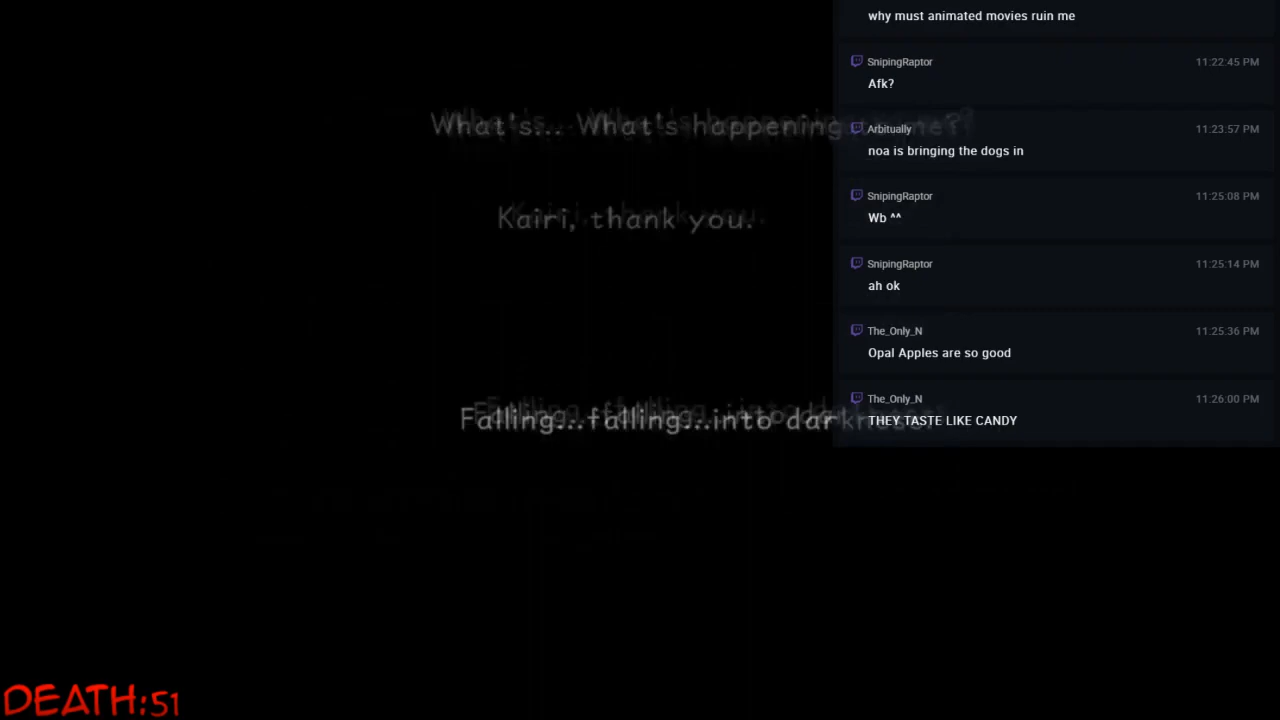 why must animated movies ruin me
SnipingRaptor 11:22:45 PM
Afk?
What's... What's happening to me?
Arbitually 11:23:57 PM
noa is bringing the dogs in
SnipingRaptor 11:25:08 PM
Wb ^^
Kairi, thank you.
SnipingRaptor 11:25:14 PM
ah ok
The_Only_N 11:25:36 PM
Opal Apples are so good
The_Only_N 11:26:00 PM
THEY TASTE LIKE CANDY
Falling...falling...into darkness.
DEATH:51